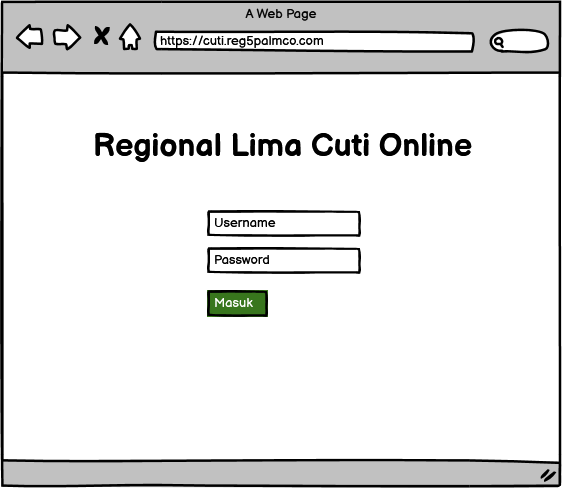 A Web Page
https://cuti.reg5palmco.com
Regional Lima Cuti Online
Username
Password
Masuk